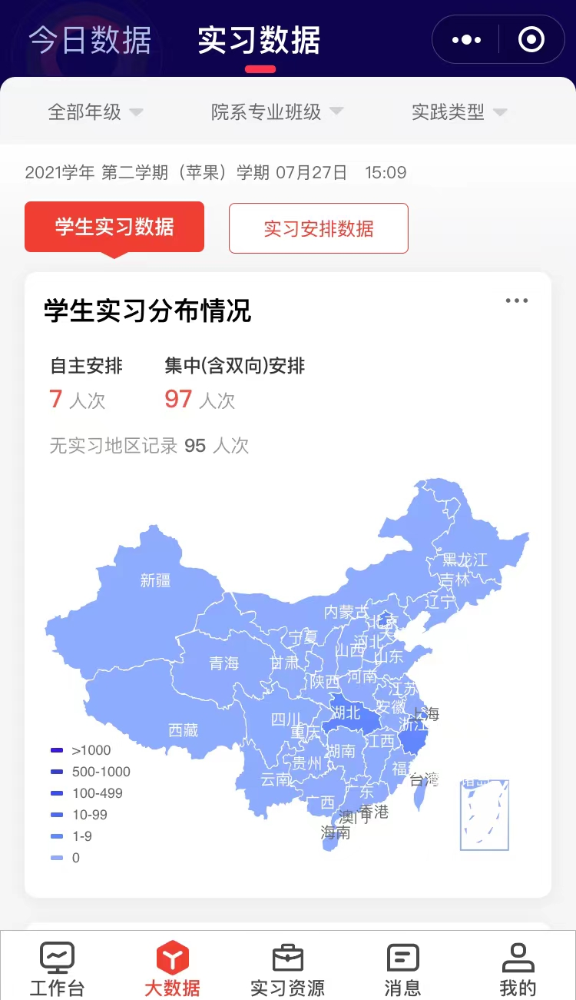 今日数据 实习数据
全部年级 院系专业班级 实践类型
2021学年 第二学期（苹果）学期 07月27日 15:09
学生实习数据 实习安排数据
学生实习分布情况
自主安排 集中(含双向)安排
7 人次 97 人次
无实习地区记录 95 人次
黑龙江
新疆
吉林
辽宁
内蒙古
北京
宁夏
河北
山西
山东
青海
甘肃
陕西
河南
江苏
湖北
安徽
上海
四川
浙江
重庆
西藏
江西
湖南
贵州
福
云南
台湾
广东
广西
香港
澳门
海南
>1000
500-1000
100-499
10-99
1-9
0
工作台 大数据 实习资源 消息 我的